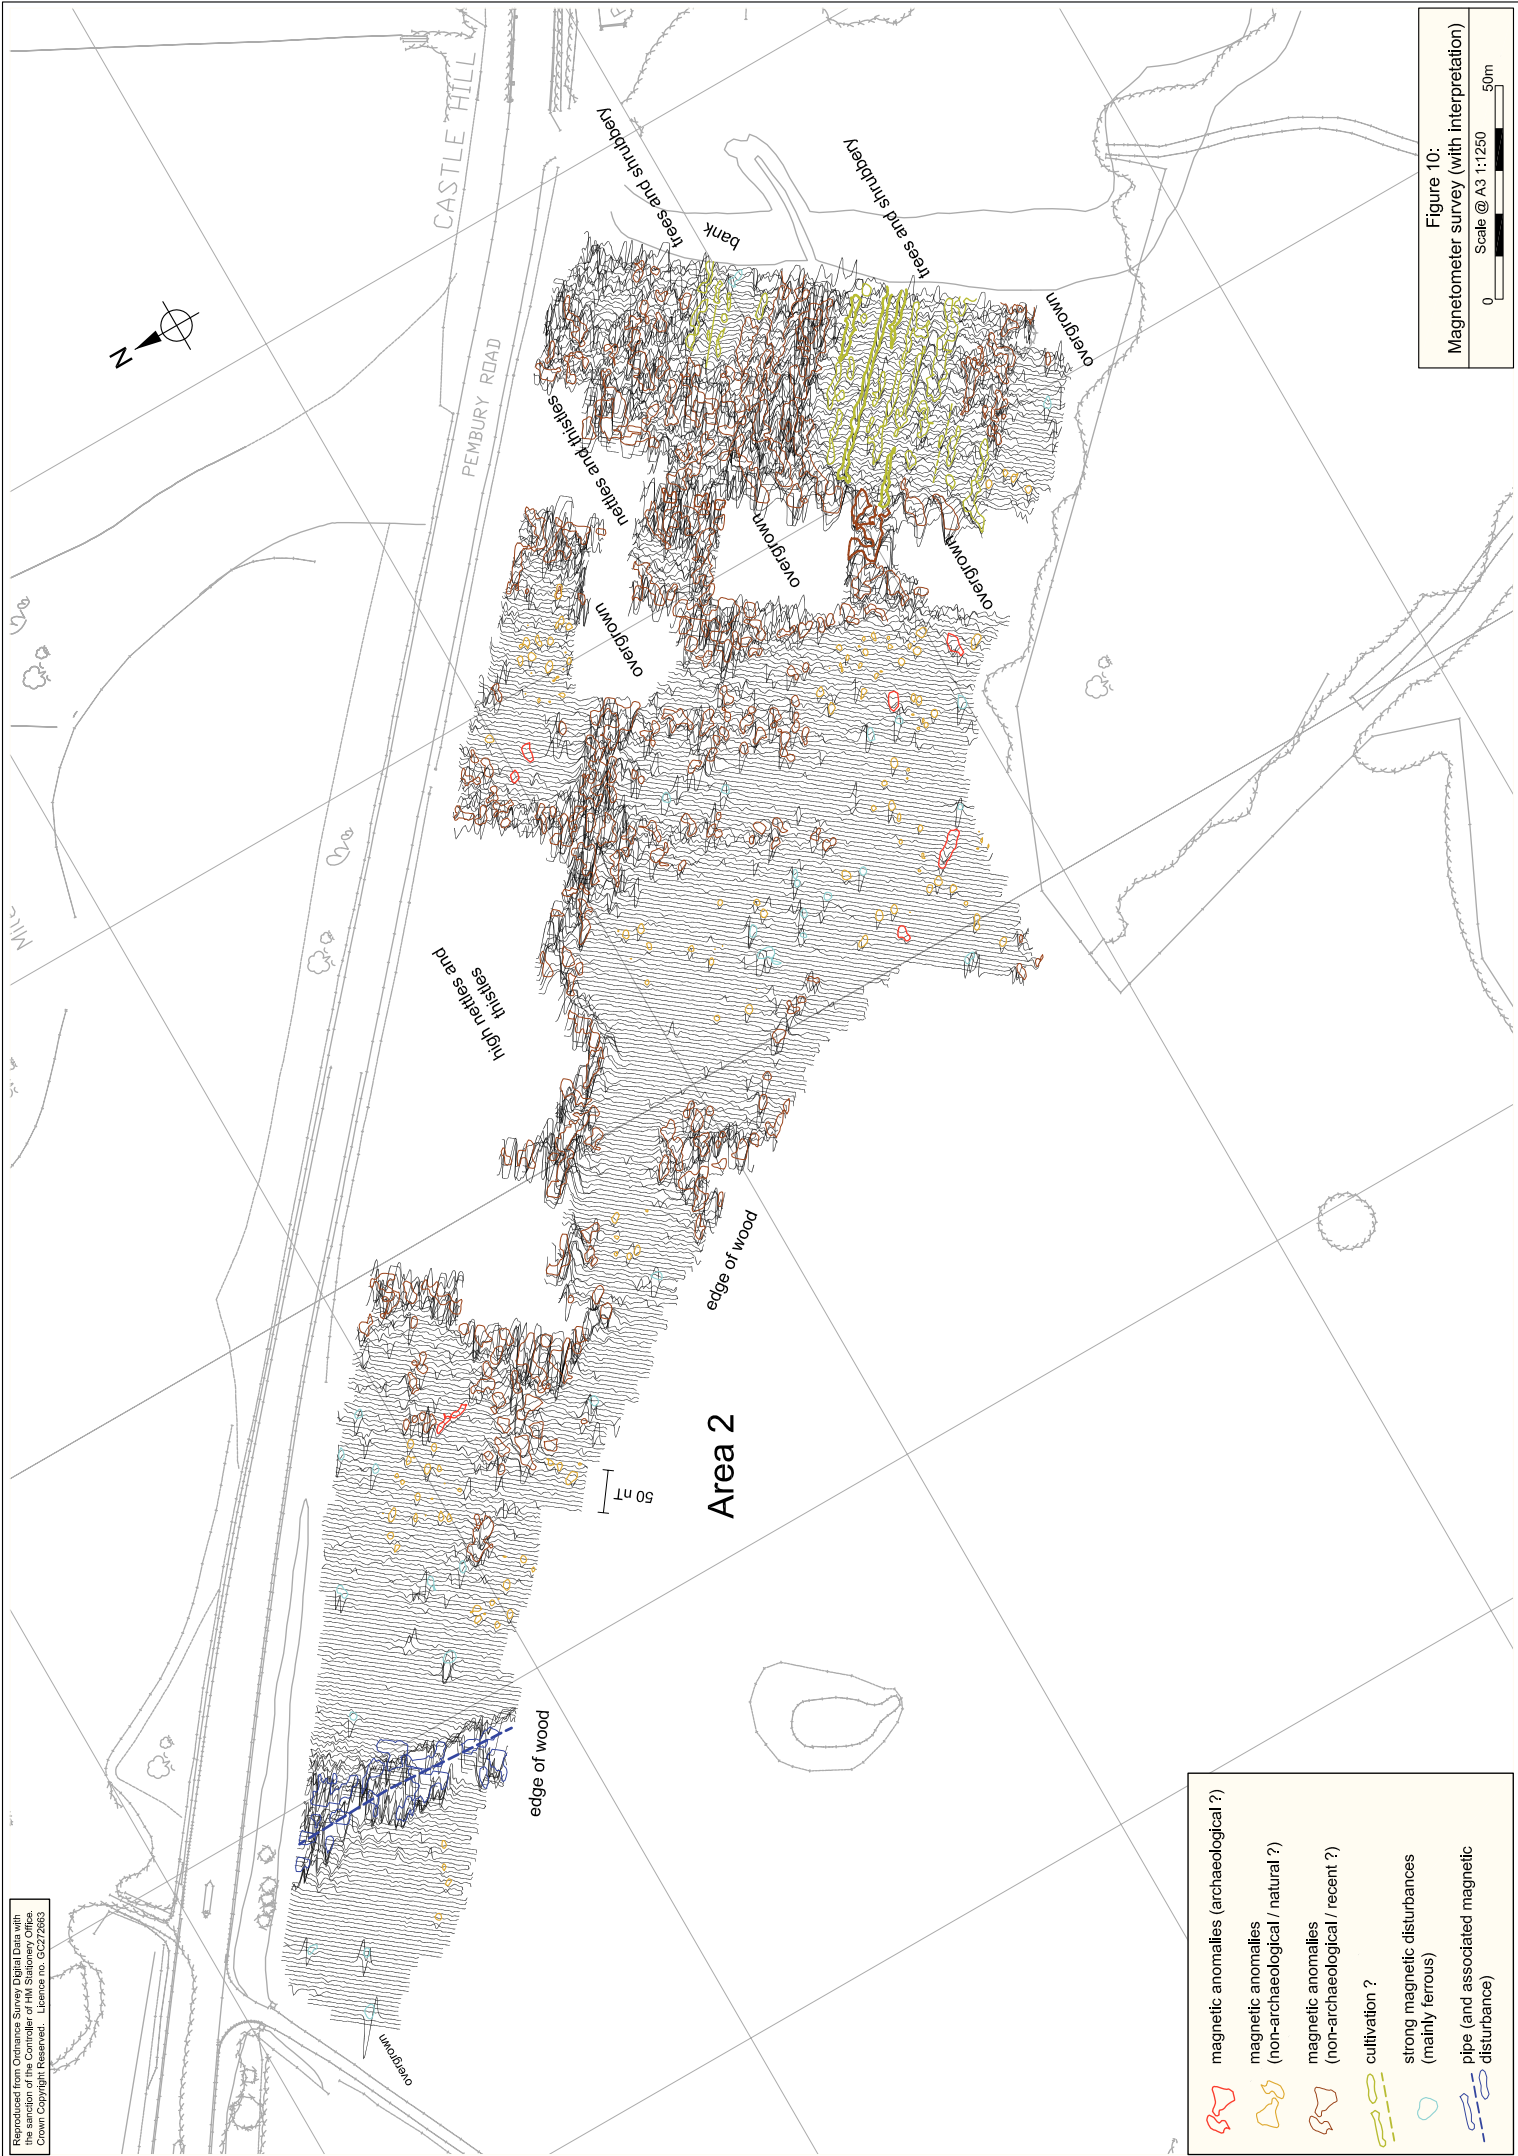 Figure 10:
Magnetometer survey (with interpretation)
Scale @ A3 1:1250
0
50m
CASTLE HILL
PEMBURY ROAD
N
trees and shrubbery
bank
trees and shrubbery
overgrown
nettles and thistles
overgrown
overgrown
overgrown
high nettles and
thistles
edge of wood
Area 2
50 nT
edge of wood
overgrown
Reproduced from Ordnance Survey Digital Data with
the sanction of the Controller of HM Stationery Office.
Crown Copyright Reserved. Licence no. GC272663
magnetic anomalies (archaeological ?)
magnetic anomalies
(non-archaeological / natural ?)
magnetic anomalies
(non-archaeological / recent ?)
cultivation ?
strong magnetic disturbances
(mainly ferrous)
pipe (and associated magnetic
disturbance)